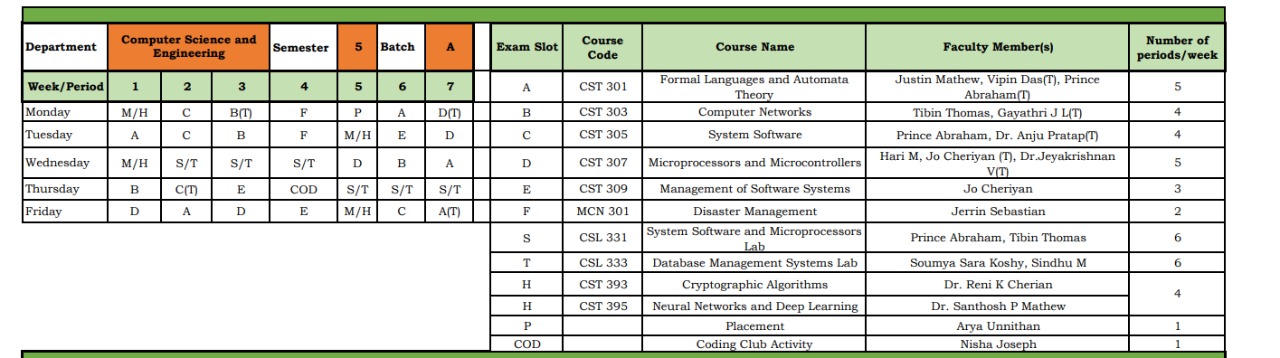 Department Computer Science and Engineering Semester 5 Batch A Exam Slot Course Code Course Name Faculty Member(s) Number of periods/week
Week/Period 1 2 3 4 5 6 7 A CST 301 Formal Languages and Automata Theory Justin Mathew, Vipin Das(T), Prince Abraham(T) 5
Monday M/H C B(T) F P A D(T) B CST 303 Computer Networks Tibin Thomas, Gayathri J L(T) 4
Tuesday A C B F M/H E D C CST 305 System Software Prince Abraham, Dr. Anju Pratap(T) 4
Wednesday M/H S/T S/T S/T D B A D CST 307 Microprocessors and Microcontrollers Hari M, Jo Cheriyan (T), Dr.Jeyakrishnan V(T) 5
Thursday B C(T) E COD S/T S/T S/T E CST 309 Management of Software Systems Jo Cheriyan 3
Friday D A D E M/H C A(T) F MCN 301 Disaster Management Jerrin Sebastian 2
S CSL 331 System Software and Microprocessors Lab Prince Abraham, Tibin Thomas 6
T CSL 333 Database Management Systems Lab Soumya Sara Koshy, Sindhu M 6
H CST 393 Cryptographic Algorithms Dr. Reni K Cherian 4
H CST 395 Neural Networks and Deep Learning Dr. Santhosh P Mathew
P Placement Arya Unnithan 1
COD Coding Club Activity Nisha Joseph 1